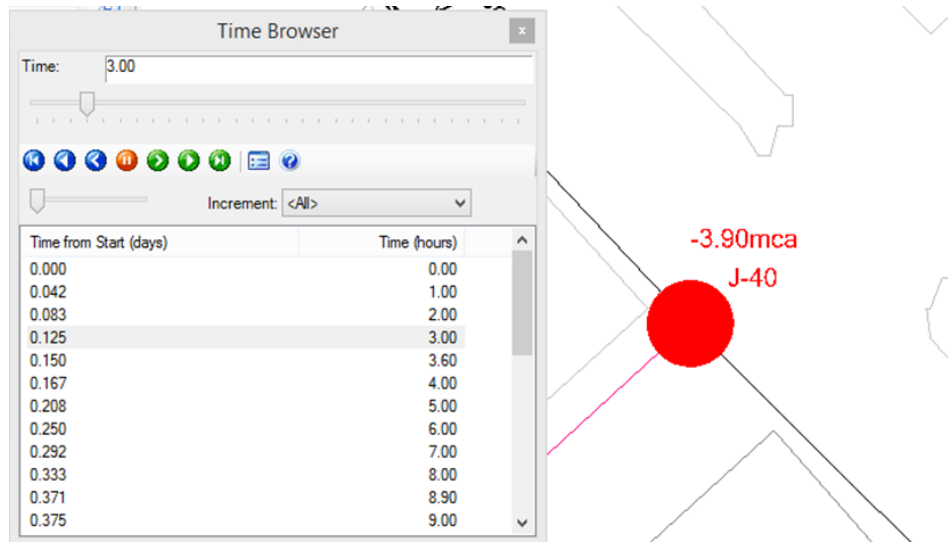 Time Browser
x
Time: 3.00
Increment: <All>
Time from Start (days) Time (hours)
0.000 0.00
0.042 1.00
0.083 2.00
0.125 3.00
0.150 3.60
0.167 4.00
0.208 5.00
0.250 6.00
0.292 7.00
0.333 8.00
0.371 8.90
0.375 9.00
-3.90mca
J-40